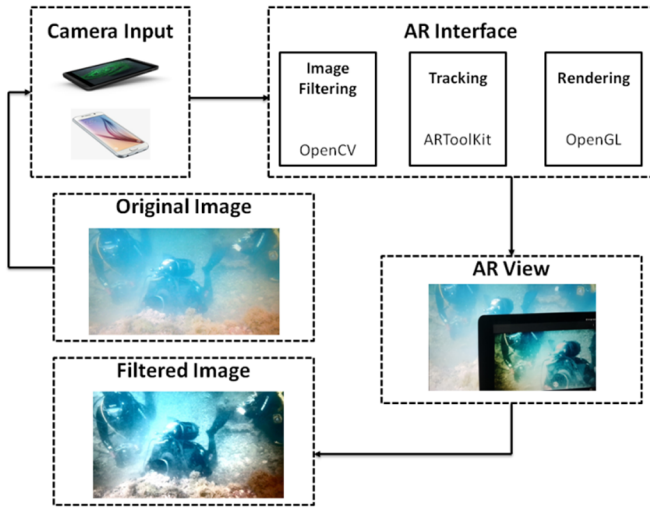 Camera Input
AR Interface
Image
Filtering
OpenCV
Tracking
ARToolKit
Rendering
OpenGL
Original Image
AR View
Filtered Image